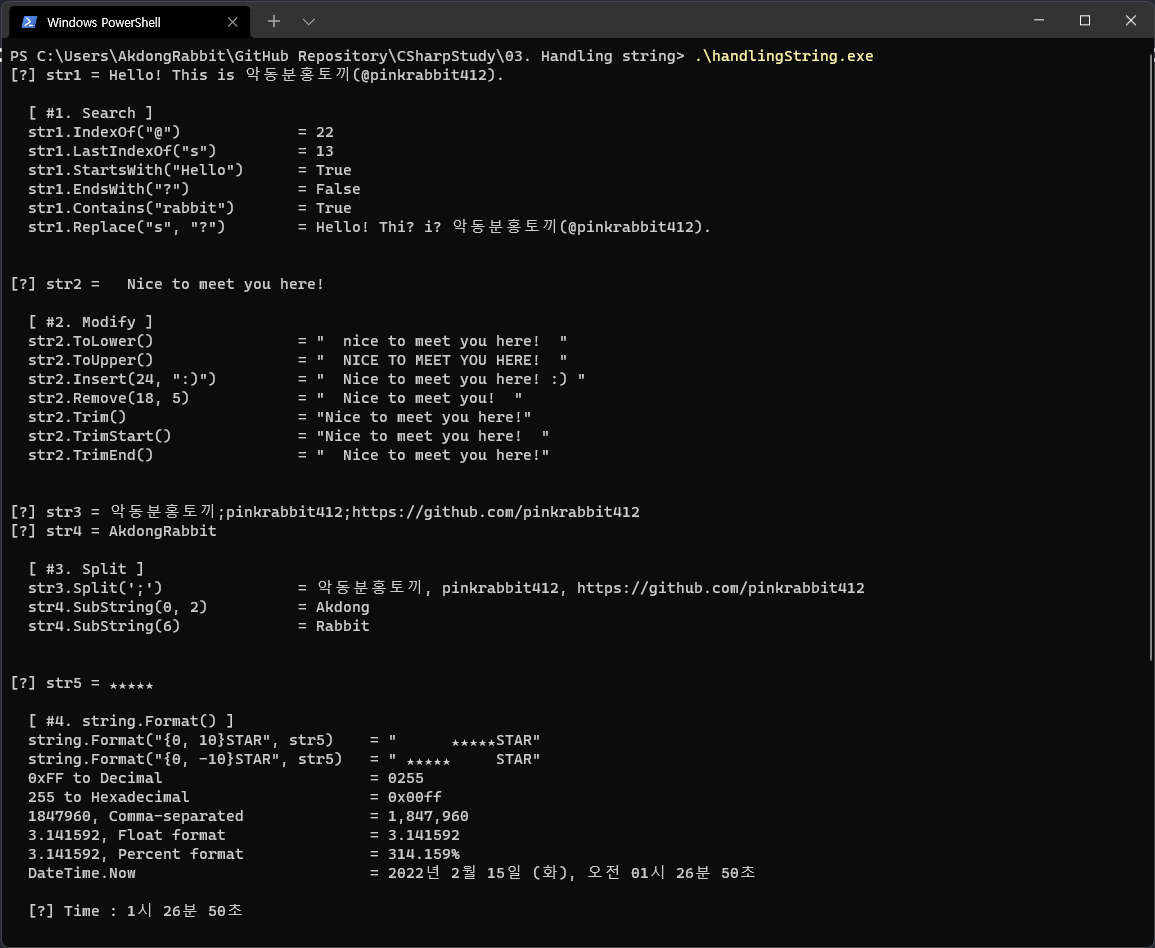 Windows PowerShell
PS C:\Users\AkdongRabbit\GitHub Repository\CSharpStudy\03. Handling string> .\handlingString.exe
[?] str1 = Hello! This is 악동분홍토끼(@pinkrabbit412).
[ #1. Search ]
str1.IndexOf("@") = 22
str1.LastIndexOf("s") = 13
str1.StartsWith("Hello") = True
str1.EndsWith("?") = False
str1.Contains("rabbit") = True
str1.Replace("s", "?") = Hello! Thi? i? 악동분홍토끼(@pinkrabbit412).
[?] str2 =   Nice to meet you here!
[ #2. Modify ]
str2.ToLower() = "  nice to meet you here!  "
str2.ToUpper() = "  NICE TO MEET YOU HERE!  "
str2.Insert(24, ":)") = "  Nice to meet you here! :) "
str2.Remove(18, 5) = "  Nice to meet you!  "
str2.Trim() = "Nice to meet you here!"
str2.TrimStart() = "Nice to meet you here!  "
str2.TrimEnd() = "  Nice to meet you here!"
[?] str3 = 악동분홍토끼;pinkrabbit412;https://github.com/pinkrabbit412
[?] str4 = AkdongRabbit
[ #3. Split ]
str3.Split(';') = 악동분홍토끼, pinkrabbit412, https://github.com/pinkrabbit412
str4.SubString(0, 2) = Akdong
str4.SubString(6) = Rabbit
[?] str5 = ★★★★★
[ #4. string.Format() ]
string.Format("{0, 10}STAR", str5) = "      ★★★★★STAR"
string.Format("{0, -10}STAR", str5) = " ★★★★★     STAR"
0xFF to Decimal = 0255
255 to Hexadecimal = 0x00ff
1847960, Comma-separated = 1,847,960
3.141592, Float format = 3.141592
3.141592, Percent format = 314.159%
DateTime.Now = 2022년 2월 15일 (화), 오전 01시 26분 50초
[?] Time : 1시 26분 50초